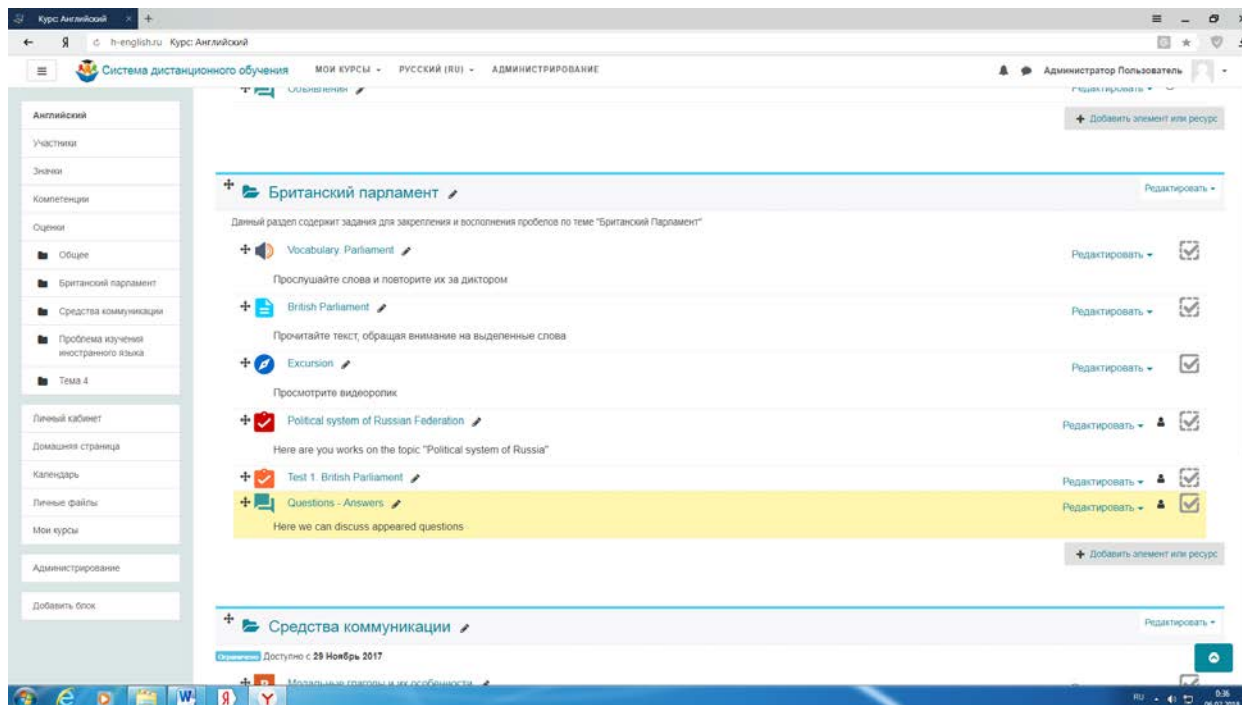 Курс: Английский
h-english.ru Курс: Английский
Система дистанционного обучения МОИ КУРСЫ РУССКИЙ (RU) АДМИНИСТРИРОВАНИЕ Администратор Пользователь
Объявления Редактировать
Английский
Участники
Значки
Компетенции
Оценки
Общее
Британский парламент
Средства коммуникации
Проблема изучения
иностранного языка
Тема 4
Личный кабинет
Домашняя страница
Календарь
Личные файлы
Мои курсы
Администрирование
Добавить блок
+ Добавить элемент или ресурс
Британский парламент Редактировать
Данный раздел содержит задания для закрепления и восполнения пробелов по теме "Британский Парламент"
Vocabulary. Parliament Редактировать
Прослушайте слова и повторите их за диктором
British Parliament Редактировать
Прочитайте текст, обращая внимание на выделенные слова
Excursion Редактировать
Просмотрите видеоролик
Political system of Russian Federation Редактировать
Here are you works on the topic "Political system of Russia"
Test 1. British Parliament Редактировать
Questions - Answers Редактировать
Here we can discuss appeared questions
+ Добавить элемент или ресурс
Средства коммуникации Редактировать
Ограничено Доступно с 29 Ноябрь 2017
Модальные глаголы и их особенности
RU 0:36
06.02.2018